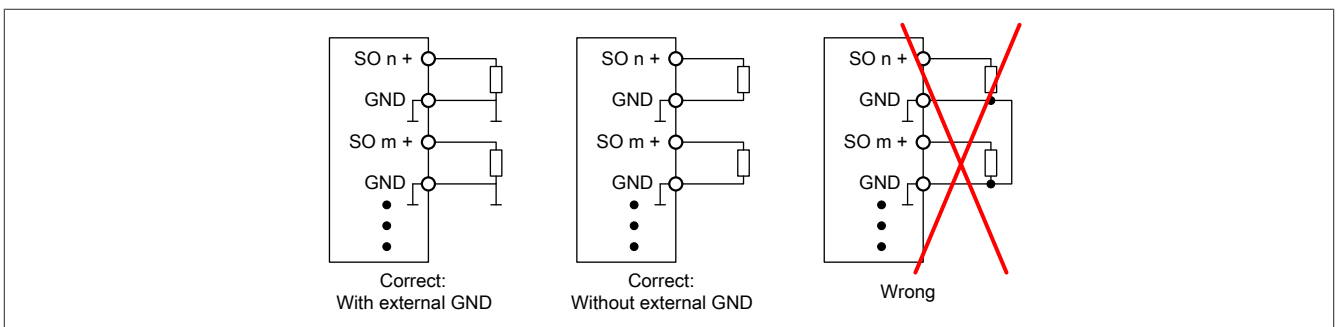 SO n +
GND
SO m +
GND
Correct:
With external GND
SO n +
GND
SO m +
GND
Correct:
Without external GND
SO n +
GND
SO m +
GND
Wrong